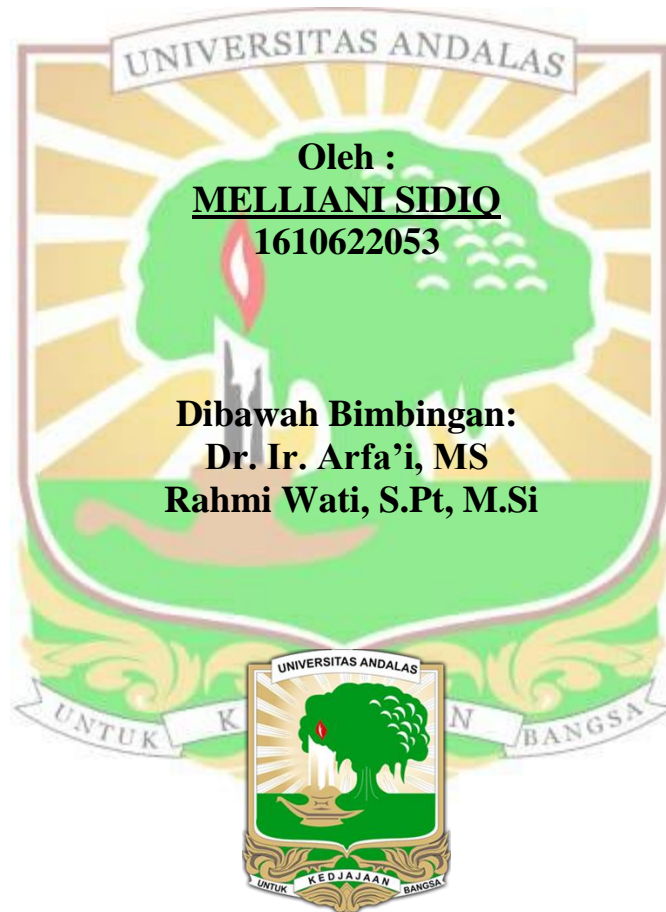 UNIVERSITAS ANDALAS
Oleh :
MELLIANI SIDIQ
1610622053
Dibawah Bimbingan:
Dr. Ir. Arfa’i, MS
Rahmi Wati, S.Pt, M.Si
UNIVERSITAS ANDALAS
UNTUK K N BANGSA
UNTUK KEDJAJAAN BANGSA